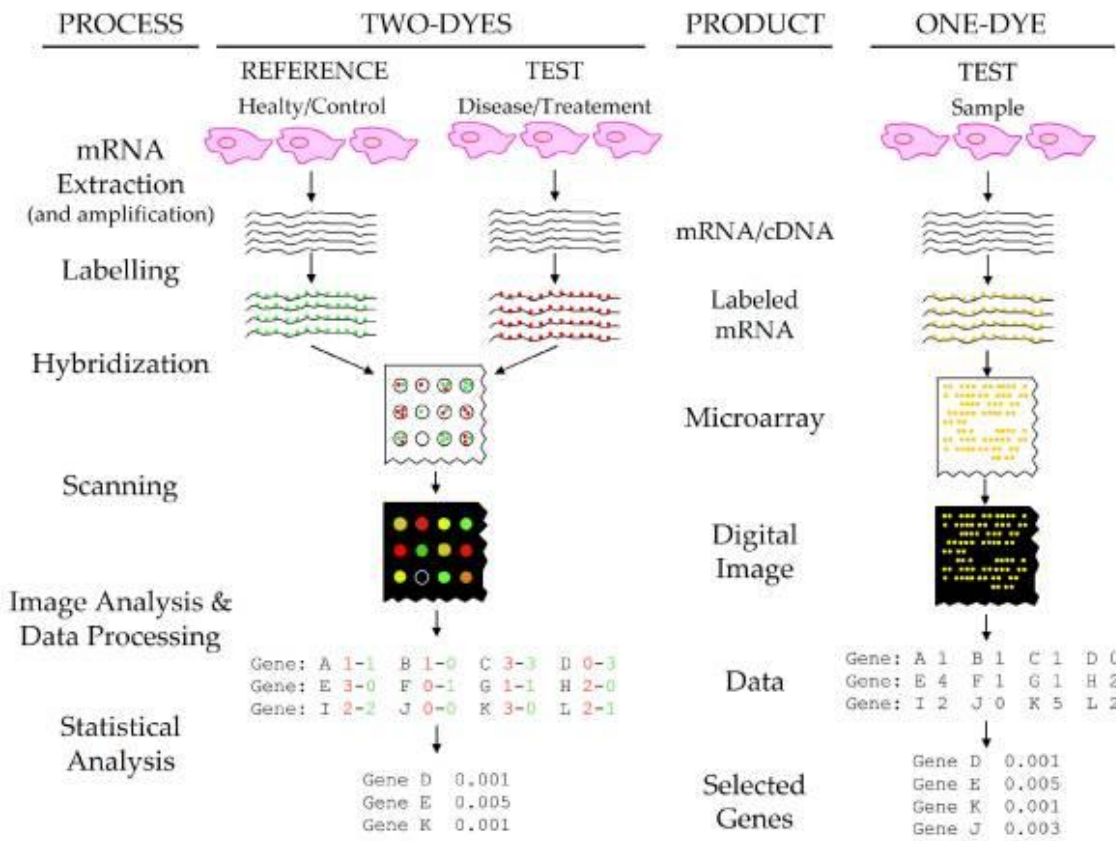 PROCESS TWO-DYES PRODUCT ONE-DYE
REFERENCE TEST TEST
Healty/Control Disease/Treatement Sample
mRNA
Extraction
(and amplification)
mRNA/cDNA
Labelling
Labeled
mRNA
Hybridization
Microarray
Scanning
Digital
Image
Image Analysis &
Data Processing
Gene: A 1-1 B 1-0 C 3-3 D 0-3
Gene: E 3-0 F 0-1 G 1-1 H 2-0
Gene: I 2-2 J 0-0 K 3-0 L 2-1
Data
Gene: A 1 B 1 C 1 D 0
Gene: E 4 F 1 G 1 H 2
Gene: I 2 J 0 K 5 L 2
Statistical
Analysis
Gene D 0.001
Gene E 0.005
Gene K 0.001
Selected
Genes
Gene D 0.001
Gene E 0.005
Gene K 0.001
Gene J 0.003